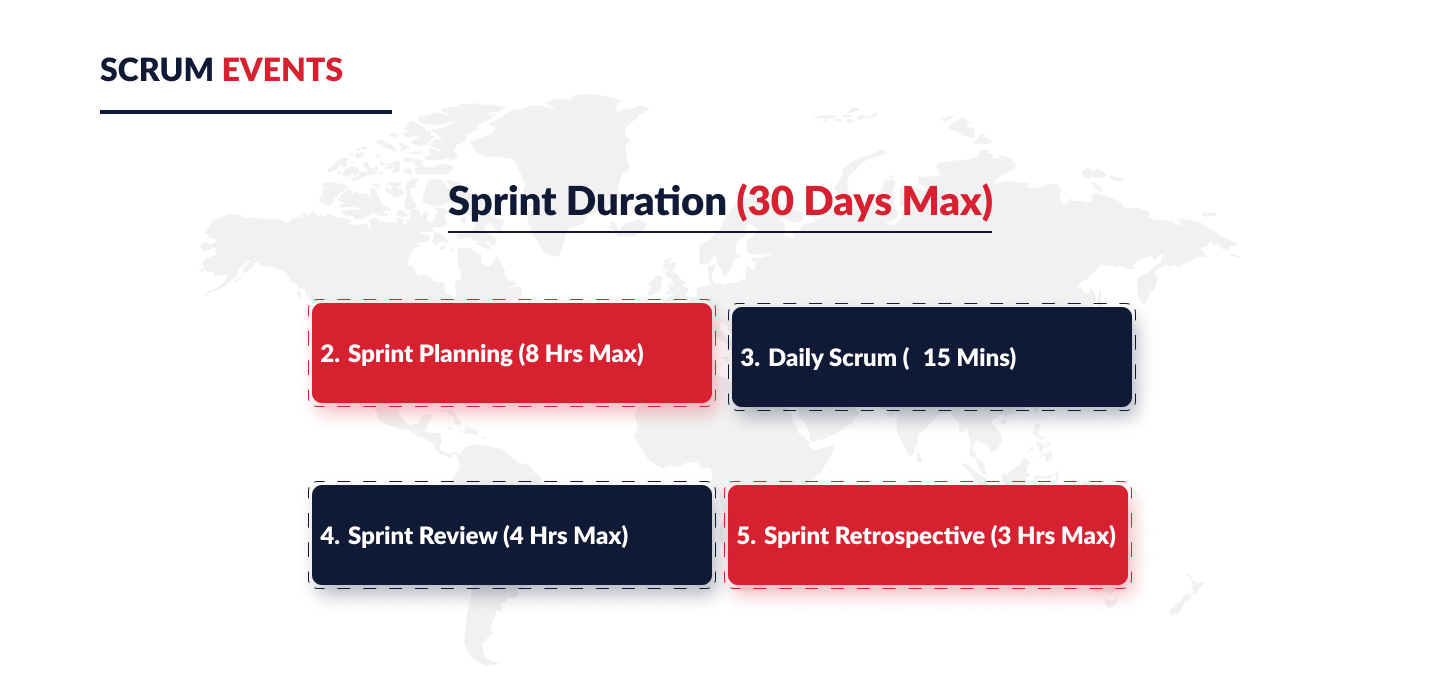 SCRUM EVENTS
Sprint Duration (30 Days Max)
2. Sprint Planning (8 Hrs Max)
3. Daily Scrum (  15 Mins)
4. Sprint Review (4 Hrs Max)
5. Sprint Retrospective (3 Hrs Max)